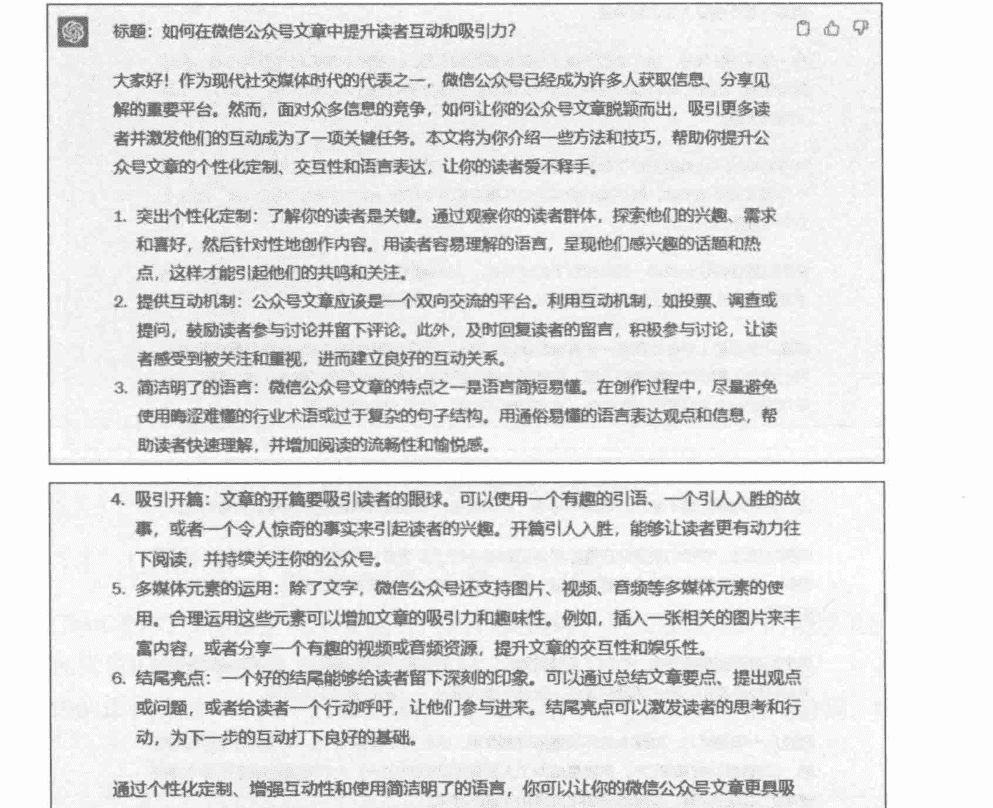 标题：如何在微信公众号文章中提升读者互动和吸引力？
大家好！作为现代社交媒体时代的代表之一，微信公众号已经成为许多人获取信息、分享见
解的重要平台。然而，面对众多信息的竞争，如何让你的公众号文章脱颖而出，吸引更多读
者并激发他们的互动成为了一项关键任务。本文将为你介绍一些方法和技巧，帮助你提升公
众号文章的个性化定制、交互性和语言表达，让你的读者爱不释手。
1. 突出个性化定制：了解你的读者是关键。通过观察你的读者群体，探索他们的兴趣、需求
和喜好，然后针对性地创作内容。用读者容易理解的语言，呈现他们感兴趣的话题和热
点，这样才能引起他们的共鸣和关注。
2. 提供互动机制：公众号文章应该是一个双向交流的平台。利用互动机制，如投票、调查或
提问，鼓励读者参与讨论并留下评论。此外，及时回复读者的留言，积极参与讨论，让读
者感受到被关注和重视，进而建立良好的互动关系。
3. 简洁明了的语言：微信公众号文章的特点之一是语言简短易懂。在创作过程中，尽量避免
使用晦涩难懂的行业术语或过于复杂的句子结构。用通俗易懂的语言表达观点和信息，帮
助读者快速理解，并增加阅读的流畅性和愉悦感。
4. 吸引开篇：文章的开篇要吸引读者的眼球。可以使用一个有趣的引语、一个引人入胜的故
事，或者一个令人惊奇的事实来引起读者的兴趣。开篇引人入胜，能够让读者更有动力往
下阅读，并持续关注你的公众号。
5. 多媒体元素的运用：除了文字，微信公众号还支持图片、视频、音频等多媒体元素的使
用。合理运用这些元素可以增加文章的吸引力和趣味性。例如，插入一张相关的图片来丰
富内容，或者分享一个有趣的视频或音频资源，提升文章的交互性和娱乐性。
6. 结尾亮点：一个好的结尾能够给读者留下深刻的印象。可以通过总结文章要点、提出观点
或问题，或者给读者一个行动呼吁，让他们参与进来。结尾亮点可以激发读者的思考和行
动，为下一步的互动打下良好的基础。
通过个性化定制、增强互动性和使用简洁明了的语言，你可以让你的微信公众号文章更具吸